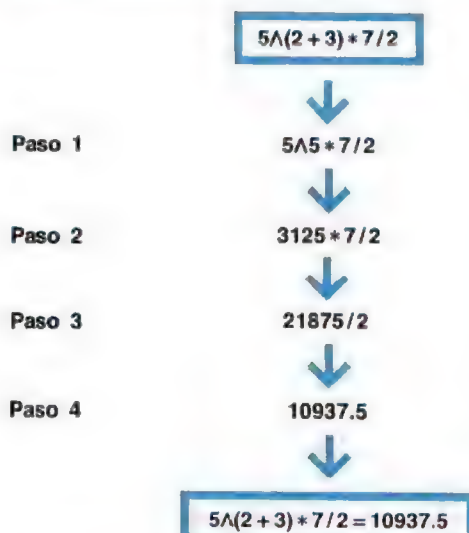 5∧(2 + 3) * 7/2
Paso 1 5∧5 * 7/2
Paso 2 3125 * 7/2
Paso 3 21875/2
Paso 4 10937.5
5∧(2 + 3) * 7/2 = 10937.5